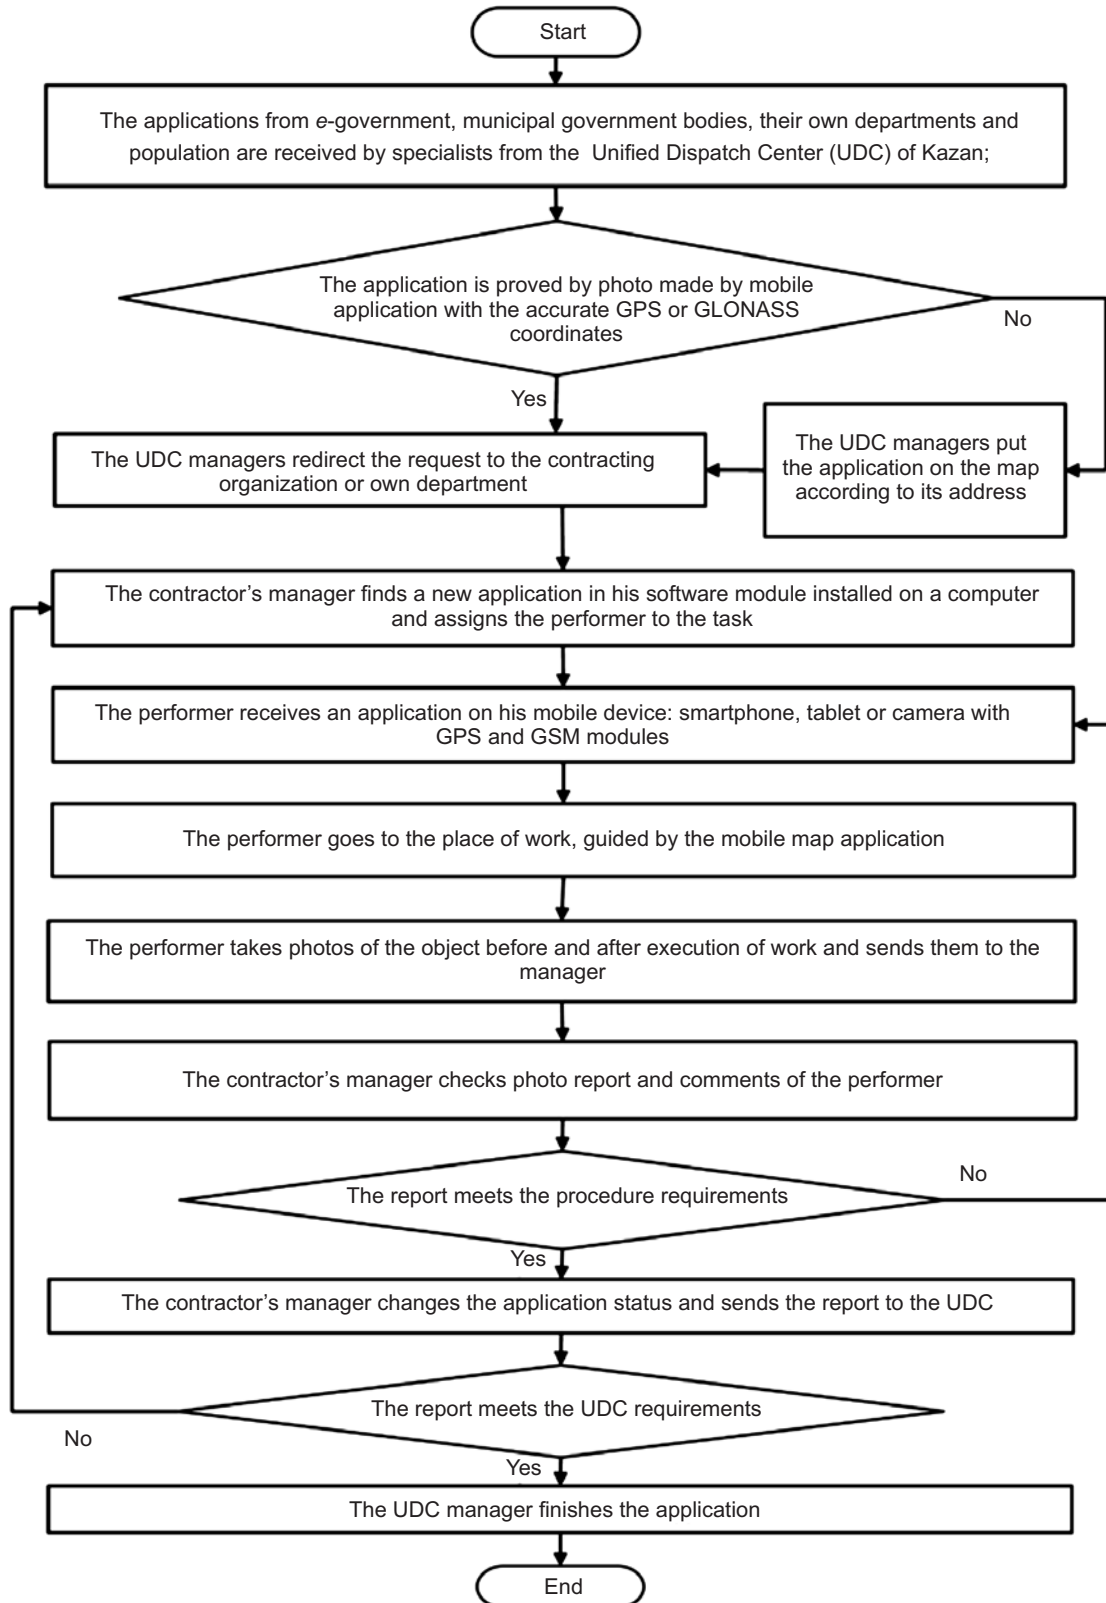 Start
The applications from e-government, municipal government bodies, their own departments and
population are received by specialists from the Unified Dispatch Center (UDC) of Kazan;
The application is proved by photo made by mobile
application with the accurate GPS or GLONASS
coordinates
No
Yes
The UDC managers redirect the request to the contracting
organization or own department
The UDC managers put
the application on the map
according to its address
The contractor’s manager finds a new application in his software module installed on a computer
and assigns the performer to the task
The performer receives an application on his mobile device: smartphone, tablet or camera with
GPS and GSM modules
The performer goes to the place of work, guided by the mobile map application
The performer takes photos of the object before and after execution of work and sends them to the
manager
The contractor’s manager checks photo report and comments of the performer
The report meets the procedure requirements
No
Yes
The contractor’s manager changes the application status and sends the report to the UDC
The report meets the UDC requirements
No
Yes
The UDC manager finishes the application
End